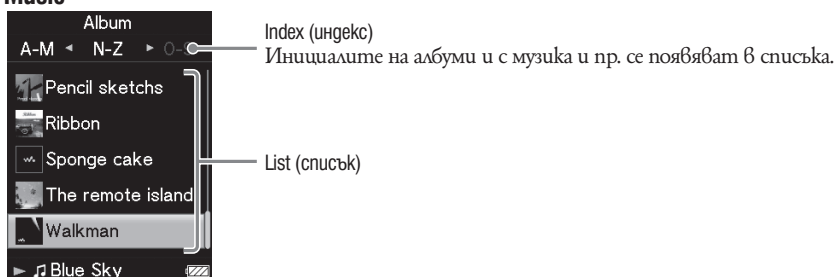 Music
Album
A-M ◄ N-Z ► 0-9
Index (индекс)
Инициалите на албуми и с музика и пр. се появяват в списъка.
Pencil sketchs
Ribbon
Sponge cake
List (списък)
The remote island
Walkman
► ♫ Blue Sky